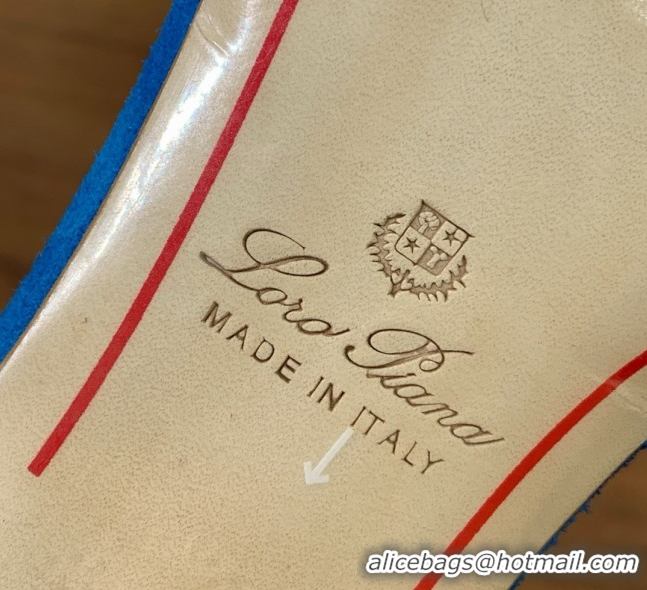 Loro Piana
MADE IN ITALY
alicebags@hotmail.com